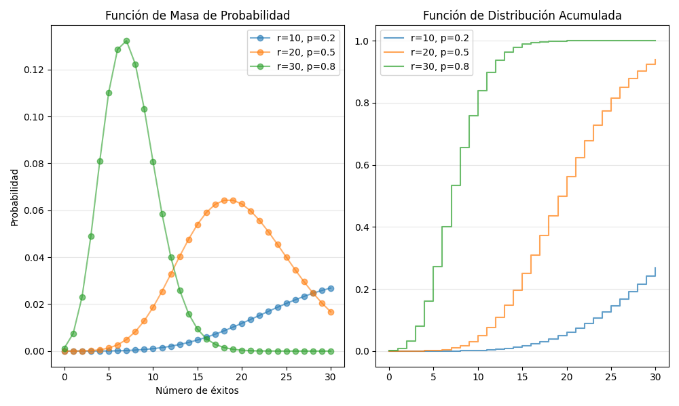 Función de Masa de Probabilidad
Probabilidad
0.12
0.10
0.08
0.06
0.04
0.02
0.00
r=10, p=0.2
r=20, p=0.5
r=30, p=0.8
0 5 10 15 20 25 30
Número de éxitos
Función de Distribución Acumulada
1.0
0.8
0.6
0.4
0.2
0.0
r=10, p=0.2
r=20, p=0.5
r=30, p=0.8
0 5 10 15 20 25 30